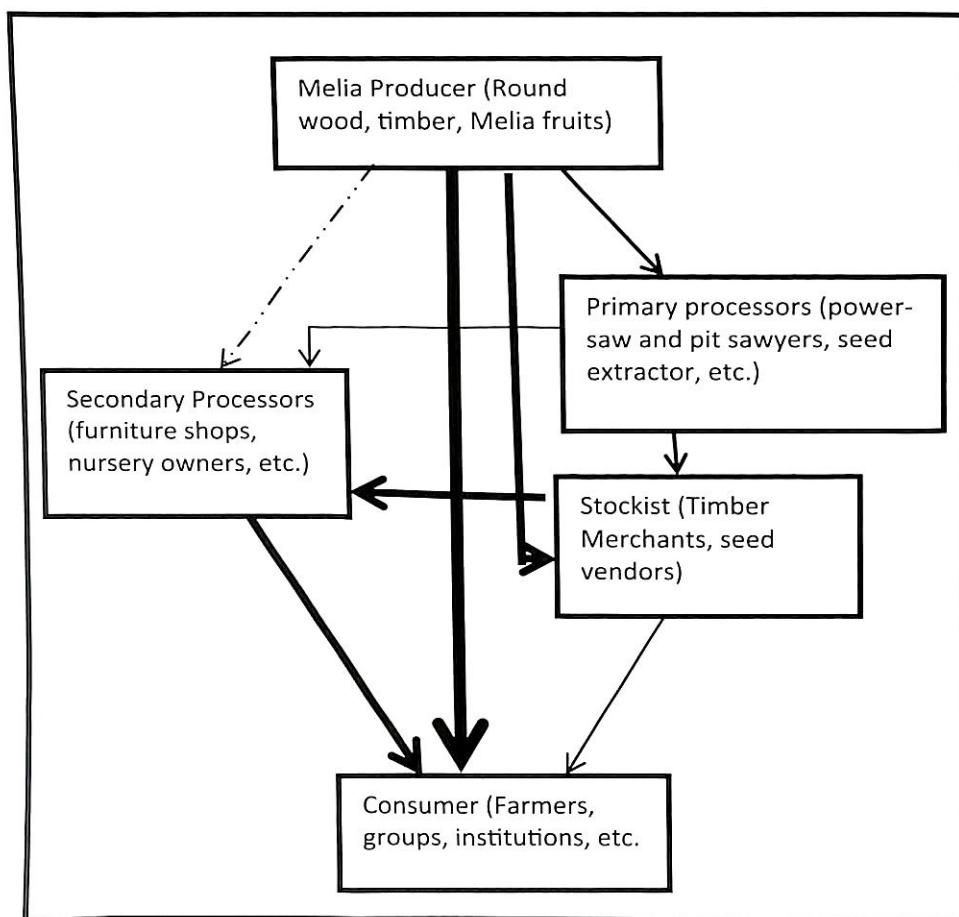 Melia Producer (Round
wood, timber, Melia fruits)
Primary processors (power-
saw and pit sawyers, seed
extractor, etc.)
Secondary Processors
(furniture shops,
nursery owners, etc.)
Stockist (Timber
Merchants, seed
vendors)
Consumer (Farmers,
groups, institutions, etc.